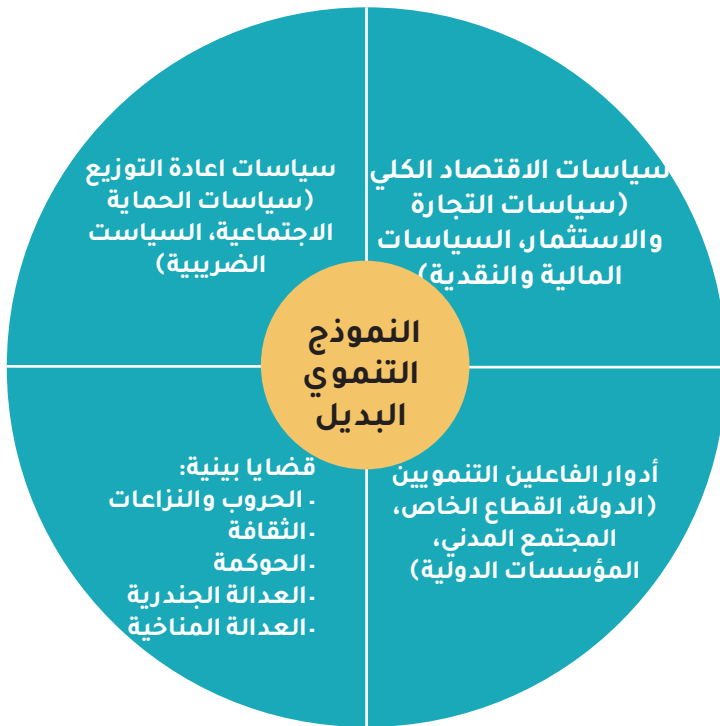 سياسات الاقتصاد الكلي
(سياسات التجارة
والاستثمار، السياسات
المالية والنقدية)
سياسات اعادة التوزيع
(سياسات الحماية
الاجتماعية، السياست
الضريبية)
النموذج
التنموي
البديل
أدوار الفاعلين التنمويين
(الدولة، القطاع الخاص،
المجتمع المدني،
المؤسسات الدولية)
قضايا بينية:
- الحروب والنزاعات
- الثقافة
- الحوكمة
- العدالة الجندرية
- العدالة المناخية